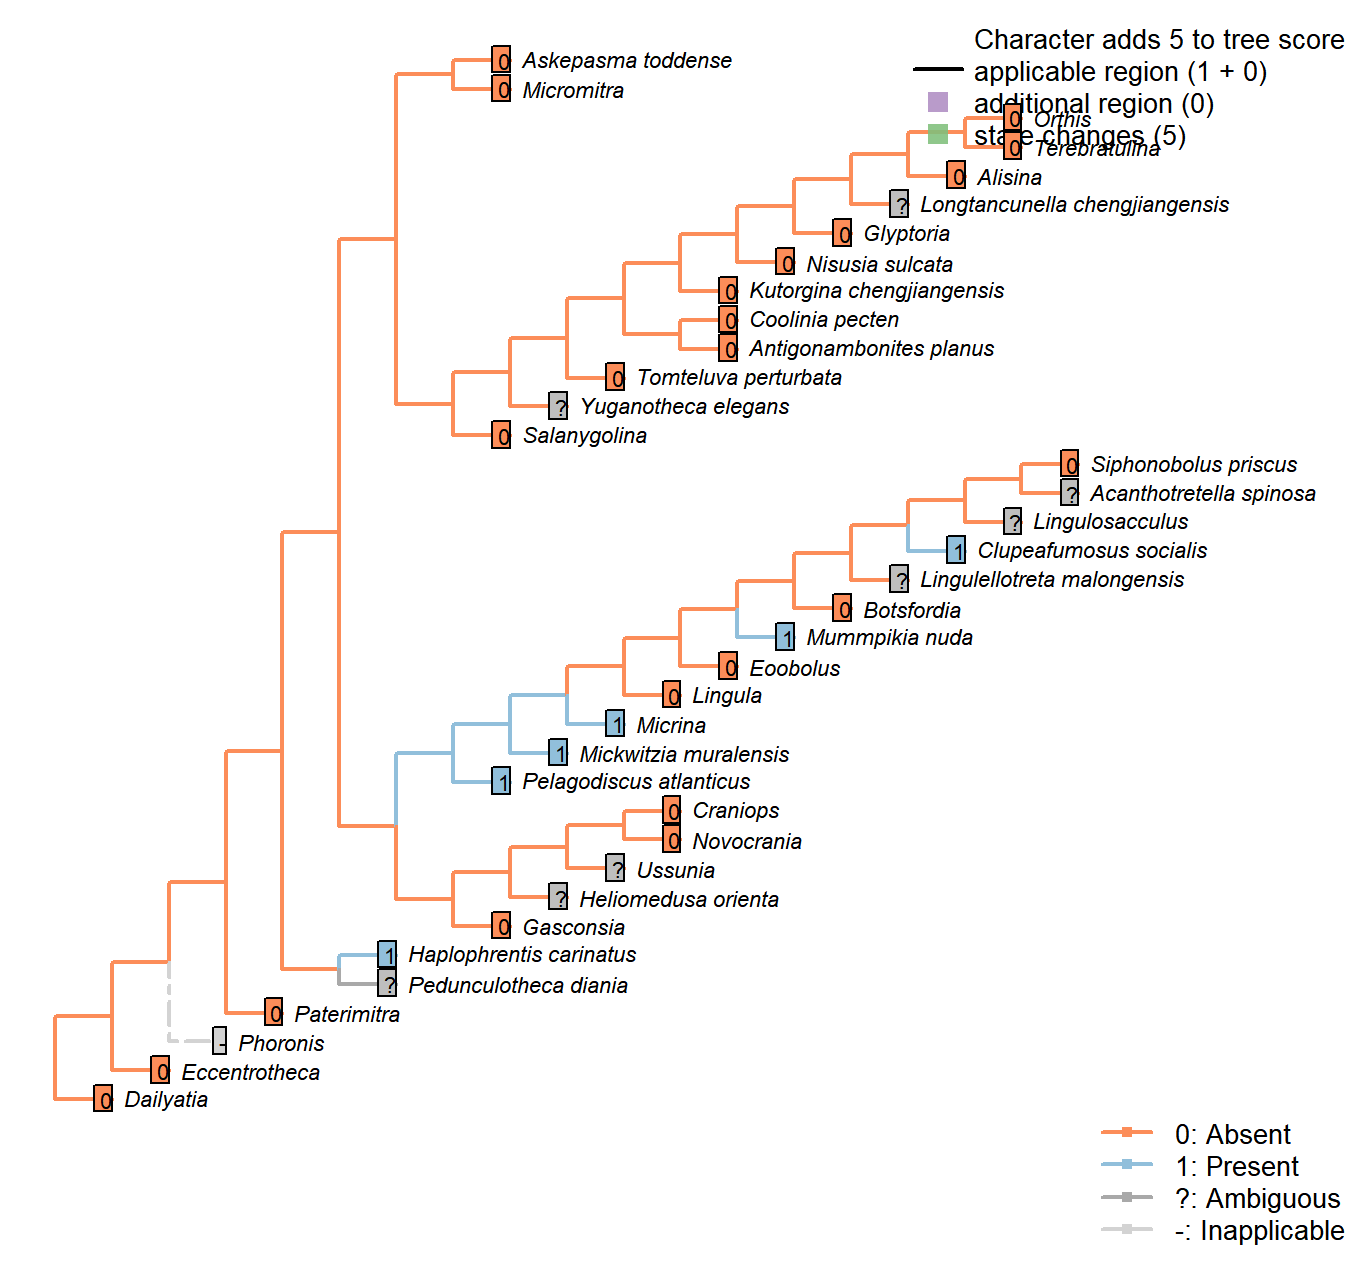 Character adds 5 to tree score
applicable region (1 + 0)
additional region (0)
state changes (5)
0 Askepasma toddense
0 Micromitra
0 Orthis
0 Terebratulina
0 Alisina
? Longtancunella chengjiangensis
0 Glyptoria
0 Nisusia sulcata
0 Kutorgina chengjiangensis
0 Coolinia pecten
0 Antigonambonites planus
0 Tomteluva perturbata
? Yuganotheca elegans
0 Salanygolina
0 Siphonobolus priscus
? Acanthotretella spinosa
? Lingulosacculus
1 Clupeafumosus socialis
? Lingulellotreta malongensis
0 Botsfordia
1 Mummpikia nuda
0 Eoobolus
0 Lingula
1 Micrina
1 Mickwitzia muralensis
1 Pelagodiscus atlanticus
0 Craniops
0 Novocrania
? Ussunia
? Heliomedusa orienta
0 Gasconsia
1 Haplophrentis carinatus
? Pedunculotheca diania
0 Paterimitra
- Phoronis
0 Eccentrotheca
0 Dailyatia
0: Absent
1: Present
?: Ambiguous
-: Inapplicable